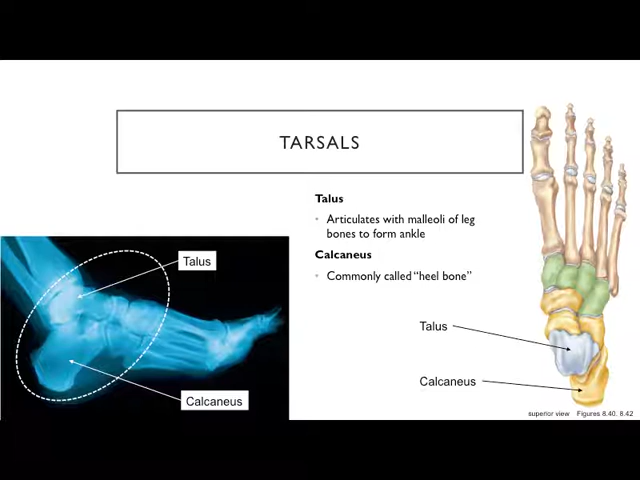 TARSALS
Talus
• Articulates with malleoli of leg
bones to form ankle
Calcaneus
• Commonly called “heel bone”
Talus
Calcaneus
Talus
Calcaneus
superior view Figures 8.40. 8.42